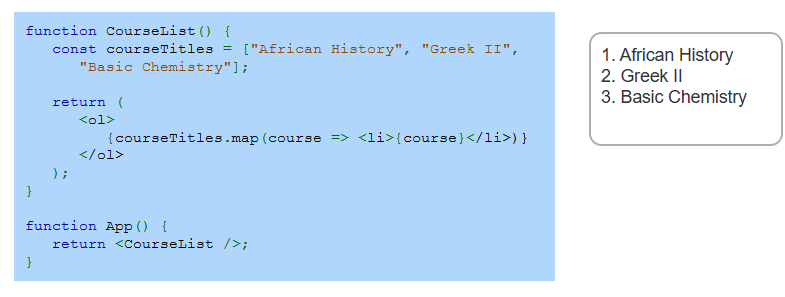 function CourseList() {
   const courseTitles = ["African History", "Greek II",
      "Basic Chemistry"];

   return (
      <ol>
         {courseTitles.map(course => <li>{course}</li>)}
      </ol>
   );
}

function App() {
   return <CourseList />;
}
1. African History
2. Greek II
3. Basic Chemistry